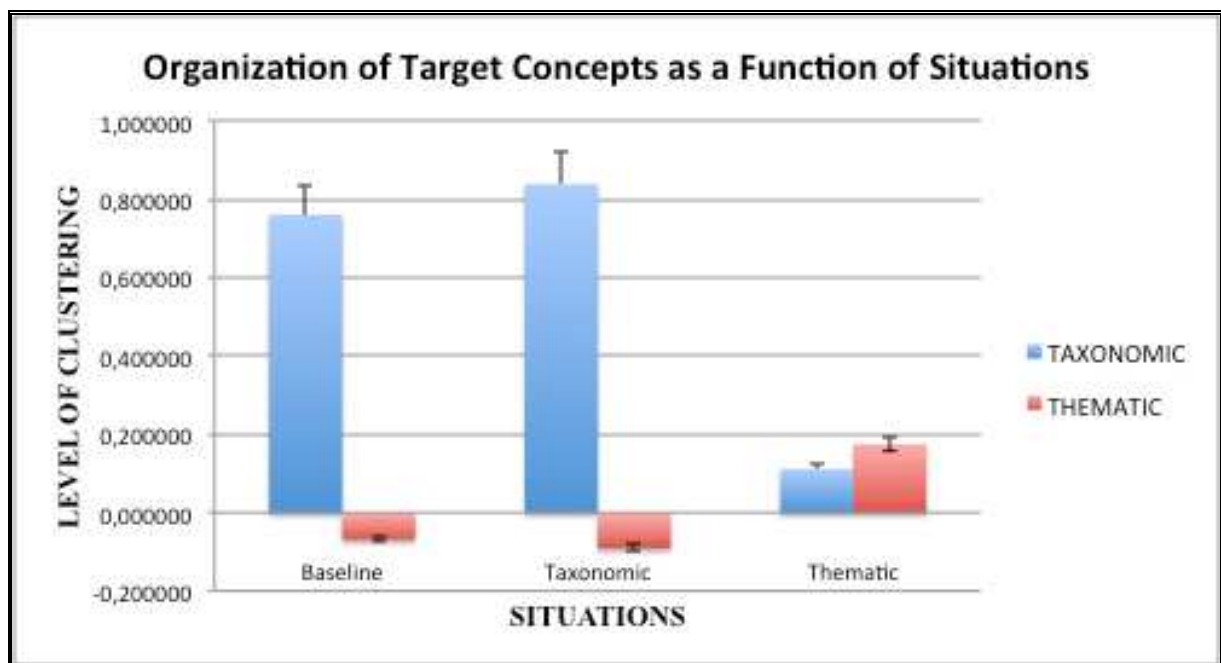 Organization of Target Concepts as a Function of Situations
1,000000
0,800000
0,600000
0,400000
0,200000
0,000000
-0,200000
LEVEL OF CLUSTERING
Baseline
Taxonomic
Thematic
SITUATIONS
TAXONOMIC
THEMATIC